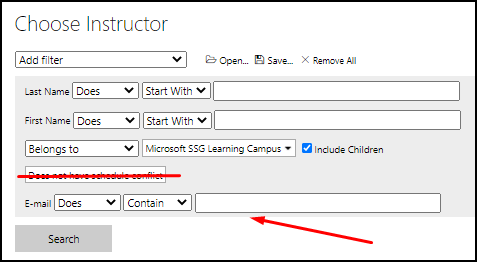 Choose Instructor
Add filter Open... Save... Remove All
Last Name Does Start With
First Name Does Start With
Belongs to Microsoft SSG Learning Campus Include Children
Does not have schedule conflict
E-mail Does Contain
Search